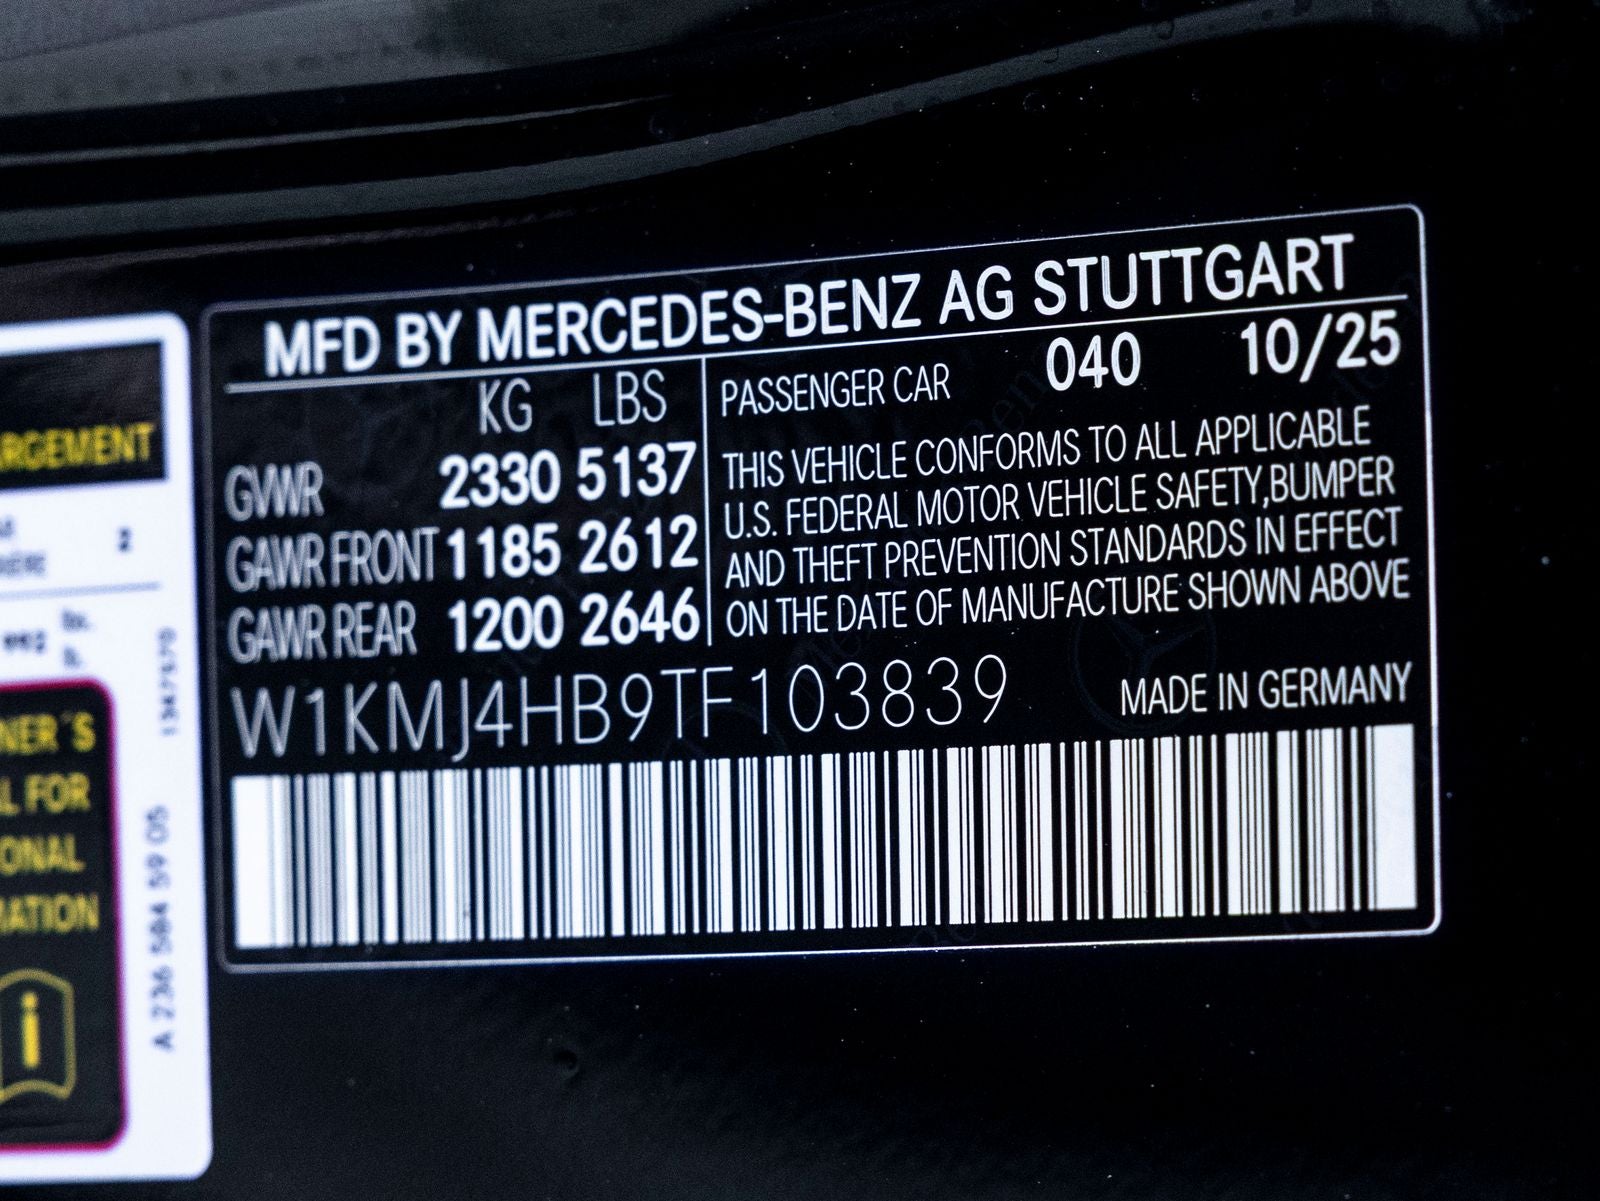 MFD BY MERCEDES-BENZ AG STUTTGART
KG LBS
GVWR 2330 5137
GAWR FRONT 1185 2612
GAWR REAR 1200 2646
PASSENGER CAR 040 10/25
THIS VEHICLE CONFORMS TO ALL APPLICABLE
U.S. FEDERAL MOTOR VEHICLE SAFETY,BUMPER
AND THEFT PREVENTION STANDARDS IN EFFECT
ON THE DATE OF MANUFACTURE SHOWN ABOVE
W1KMJ4HB9TF103839
MADE IN GERMANY
ARGEMENT
2
992
NER´S
L FOR
ONAL
RATION
i
A 236 584 59 05